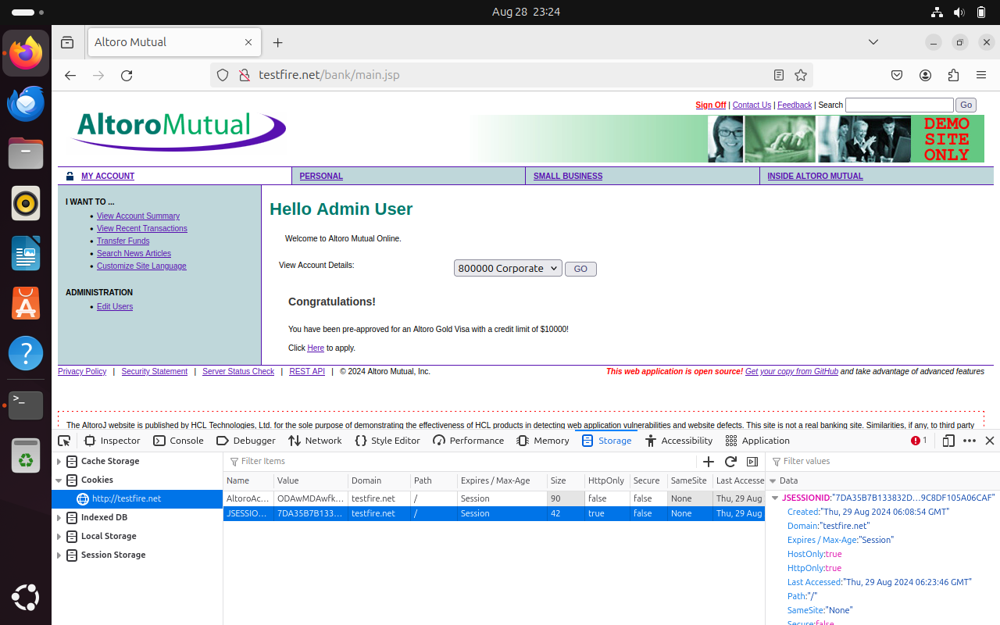 Aug 28 23:24
Altoro Mutual
testfire.net/bank/main.jsp
Sign Off | Contact Us | Feedback | Search Go
AltoroMutual
DEMO
SITE
ONLY
MY ACCOUNT PERSONAL SMALL BUSINESS INSIDE ALTORO MUTUAL
I WANT TO ...
• View Account Summary
• View Recent Transactions
• Transfer Funds
• Search News Articles
• Customize Site Language
ADMINISTRATION
• Edit Users
Hello Admin User
Welcome to Altoro Mutual Online.
View Account Details: 800000 Corporate GO
Congratulations!
You have been pre-approved for an Altoro Gold Visa with a credit limit of $10000!
Click Here to apply.
Privacy Policy | Security Statement | Server Status Check | REST API | © 2024 Altoro Mutual, Inc. This web application is open source! Get your copy from GitHub and take advantage of advanced features
The AltoroJ website is published by HCL Technologies, Ltd. for the sole purpose of demonstrating the effectiveness of HCL products in detecting web application vulnerabilities and website defects. This site is not a real banking site. Similarities, if any, to third party
Inspector Console Debugger Network Style Editor Performance Memory Storage Accessibility Application 1
Cache Storage
Cookies
http://testfire.net
Indexed DB
Local Storage
Session Storage
Filter Items
Name Value Domain Path Expires / Max-Age Size HttpOnly Secure SameSite Last Accesse
AltoroAc... ODAwMDAwfk... testfire.net / Session 90 false false None Thu, 29 Aug
JSESSIO... 7DA35B7B133... testfire.net / Session 42 true false None Thu, 29 Aug
Filter values
Data
JSESSIONID:"7DA35B7B133832D...9C8DF105A06CAF"
Created:"Thu, 29 Aug 2024 06:08:54 GMT"
Domain:"testfire.net"
Expires / Max-Age:"Session"
HostOnly:true
HttpOnly:true
Last Accessed:"Thu, 29 Aug 2024 06:23:46 GMT"
Path:"/"
SameSite:"None"
Secure:false